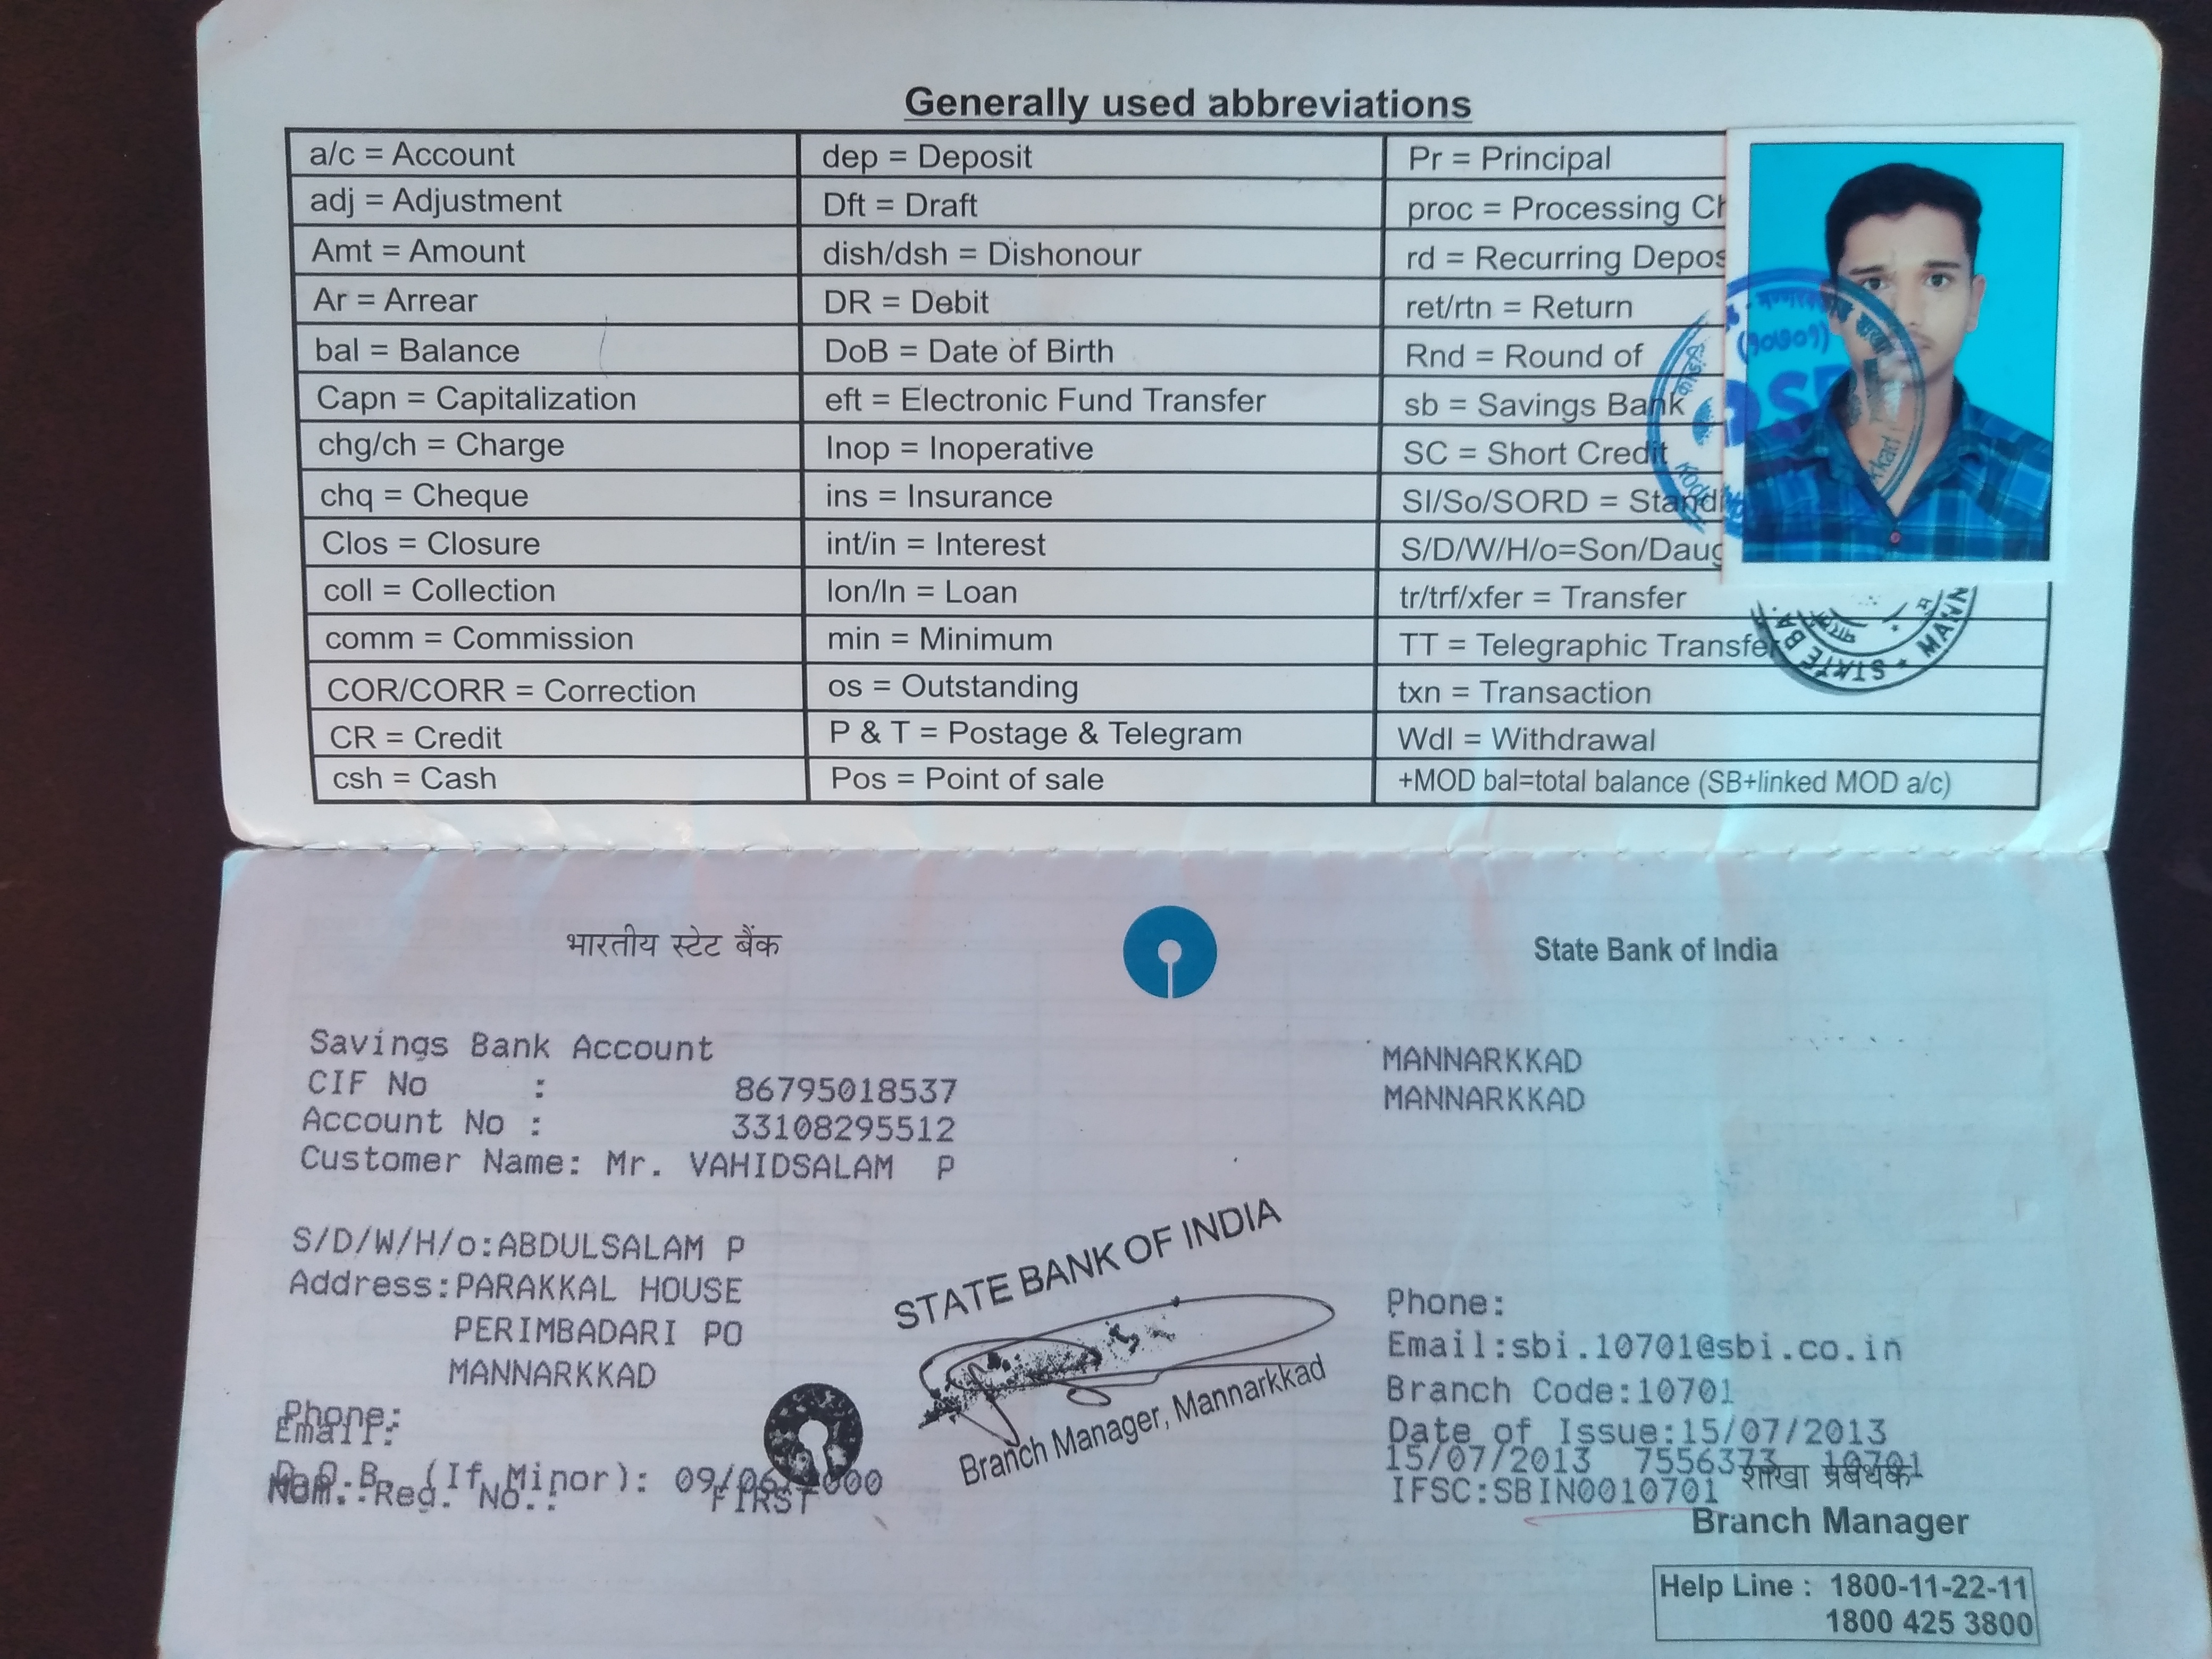 Generally used abbreviations
a/c = Account
dep = Deposit
Pr = Principal
adj = Adjustment
Dft = Draft
proc = Processing Ch
Amt = Amount
dish/dsh = Dishonour
rd = Recurring Depos
Ar = Arrear
DR = Debit
ret/rtn = Return
bal = Balance
DoB = Date of Birth
Rnd = Round of
Capn = Capitalization
eft = Electronic Fund Transfer
sb = Savings Bank
chg/ch = Charge
Inop = Inoperative
SC = Short Credit
chq = Cheque
ins = Insurance
SI/So/SORD = Standi
Clos = Closure
int/in = Interest
S/D/W/H/o=Son/Daug
coll = Collection
lon/ln = Loan
tr/trf/xfer = Transfer
comm = Commission
min = Minimum
TT = Telegraphic Transfer
COR/CORR = Correction
os = Outstanding
txn = Transaction
CR = Credit
P & T = Postage & Telegram
Wdl = Withdrawal
csh = Cash
Pos = Point of sale
+MOD bal=total balance (SB+linked MOD a/c)
(१०७०१)
STATE BA
MANN
भारतीय स्टेट बैंक
State Bank of India
Savings Bank Account
CIF No : 86795018537
Account No : 33108295512
Customer Name: Mr. VAHIDSALAM P
MANNARKKAD
MANNARKKAD
S/D/W/H/o:ABDULSALAM P
Address:PARAKKAL HOUSE
PERIMBADARI PO
MANNARKKAD
Phone:
Email:
D.O.B. (If Minor): 09/06/2000
Nom. Reg. No.: FIRST
STATE BANK OF INDIA
Branch Manager, Mannarkkad
Phone:
Email:sbi.10701@sbi.co.in
Branch Code:10701
Date of Issue:15/07/2013
15/07/2013 7556373 10701
शाखा प्रबंधक
IFSC:SBIN0010701
Branch Manager
Help Line : 1800-11-22-11
1800 425 3800